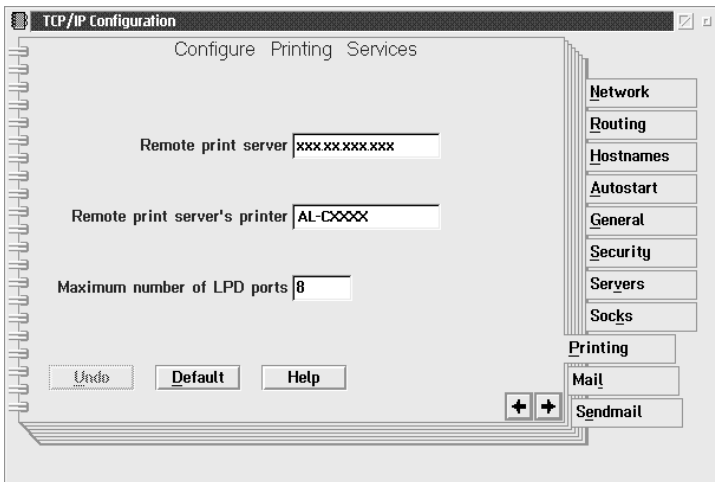 TCP/IP Configuration
Configure Printing Services
Remote print server xxx.xx.xxx.xxx
Remote print server's printer AL-CXXXX
Maximum number of LPD ports 8
Undo Default Help
Network
Routing
Hostnames
Autostart
General
Security
Servers
Socks
Printing
Mail
Sendmail